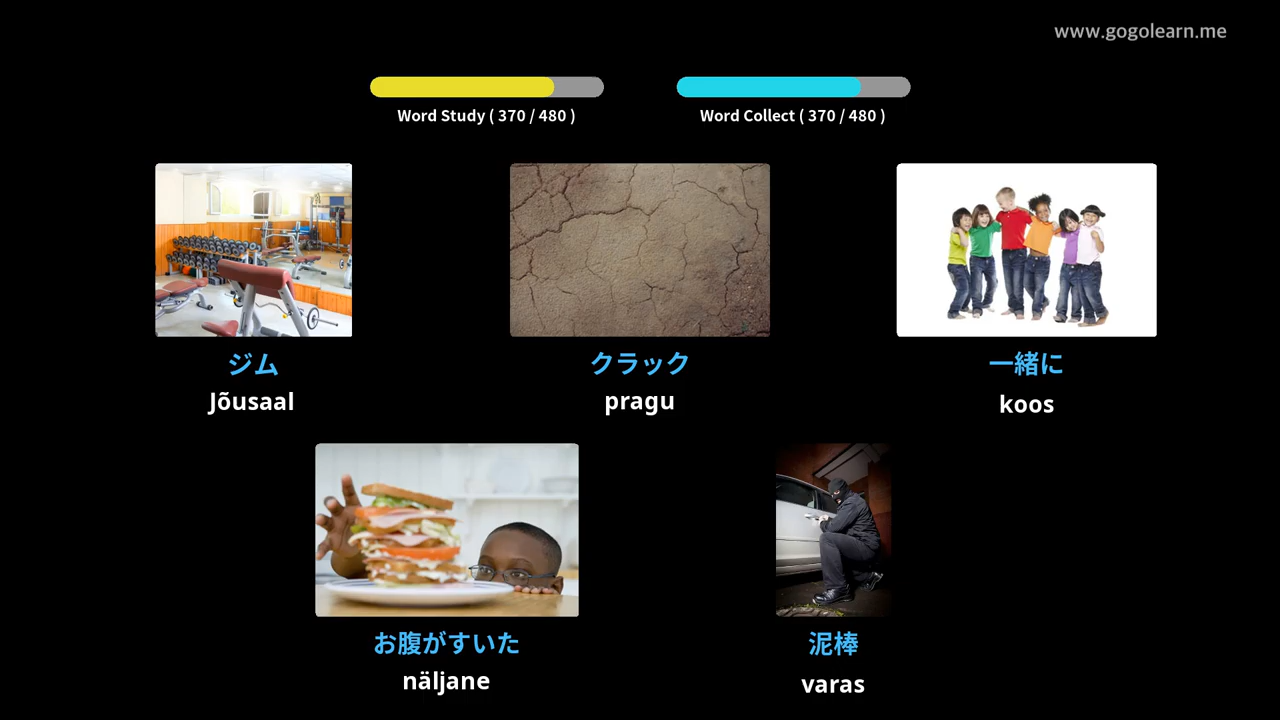 www.gogolearn.me
Word Study ( 370 / 480 )
Word Collect ( 370 / 480 )
ジム
Jõusaal
クラック
pragu
一緒に
koos
お腹がすいた
näljane
泥棒
varas